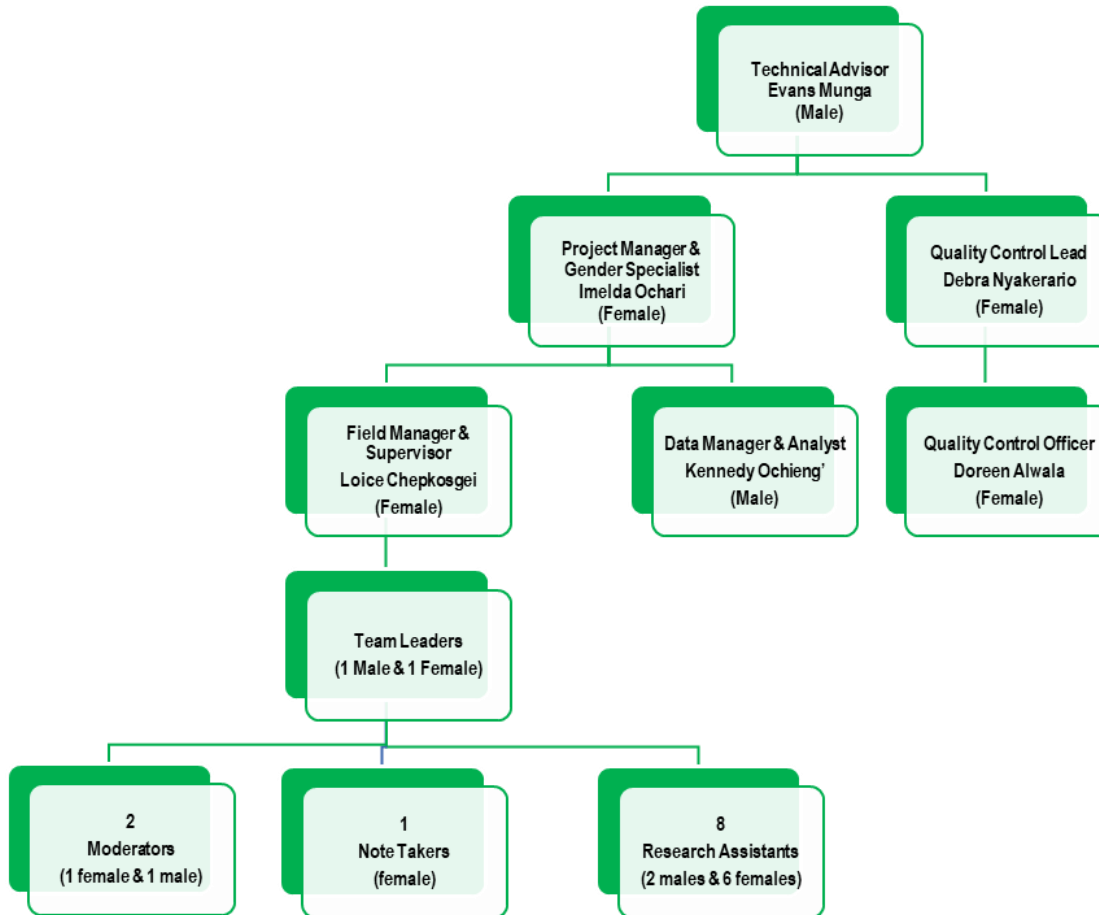 Technical Advisor
Evans Munga
(Male)
Project Manager &
Gender Specialist
Imelda Ochari
(Female)
Quality Control Lead
Debra Nyakerario
(Female)
Field Manager &
Supervisor
Loice Chepkosgei
(Female)
Data Manager & Analyst
Kennedy Ochieng’
(Male)
Quality Control Officer
Doreen Alwala
(Female)
Team Leaders
(1 Male & 1 Female)
2
Moderators
(1 female & 1 male)
1
Note Takers
(female)
8
Research Assistants
(2 males & 6 females)